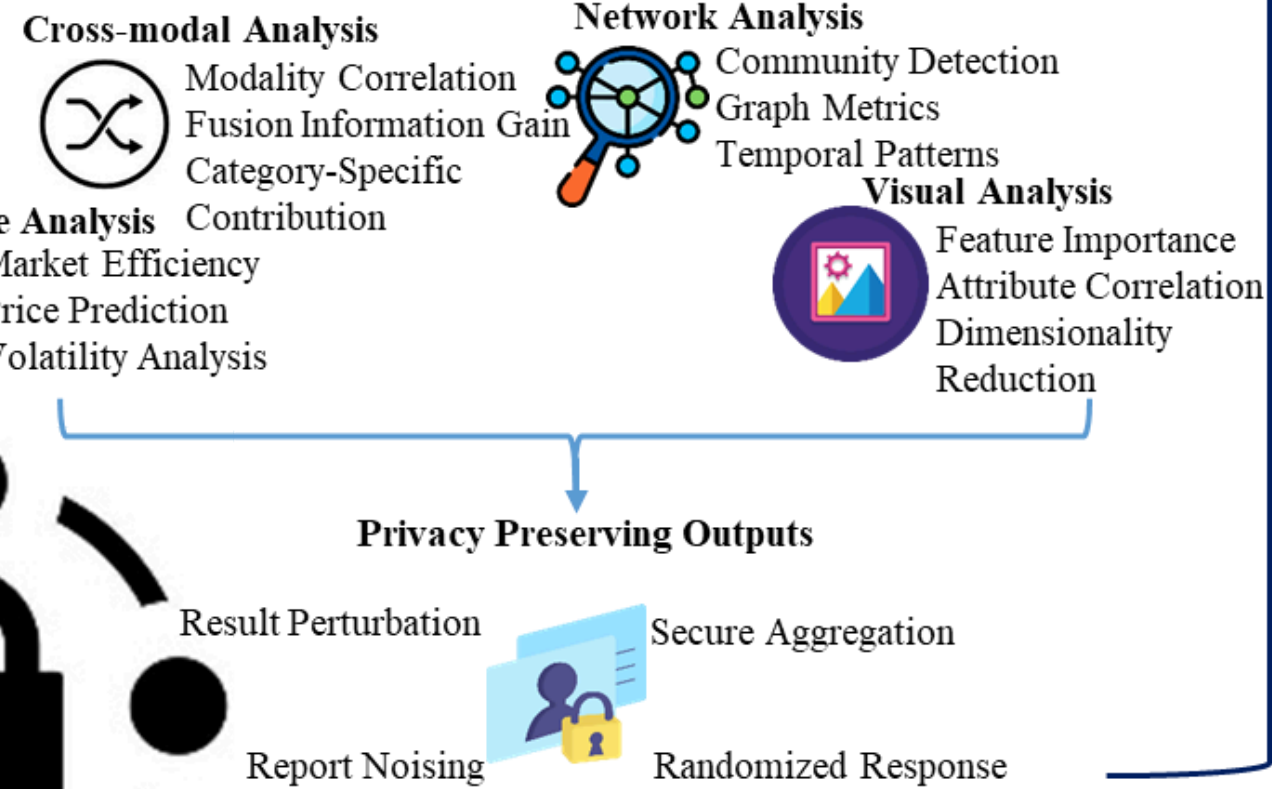 Cross-modal Analysis
Modality Correlation
Fusion Information Gain
Category-Specific
Contribution
Network Analysis
Community Detection
Graph Metrics
Temporal Patterns
Visual Analysis
Feature Importance
Attribute Correlation
Dimensionality
Reduction
e Analysis
Market Efficiency
Price Prediction
Volatility Analysis
Privacy Preserving Outputs
Result Perturbation
Secure Aggregation
Report Noising
Randomized Response